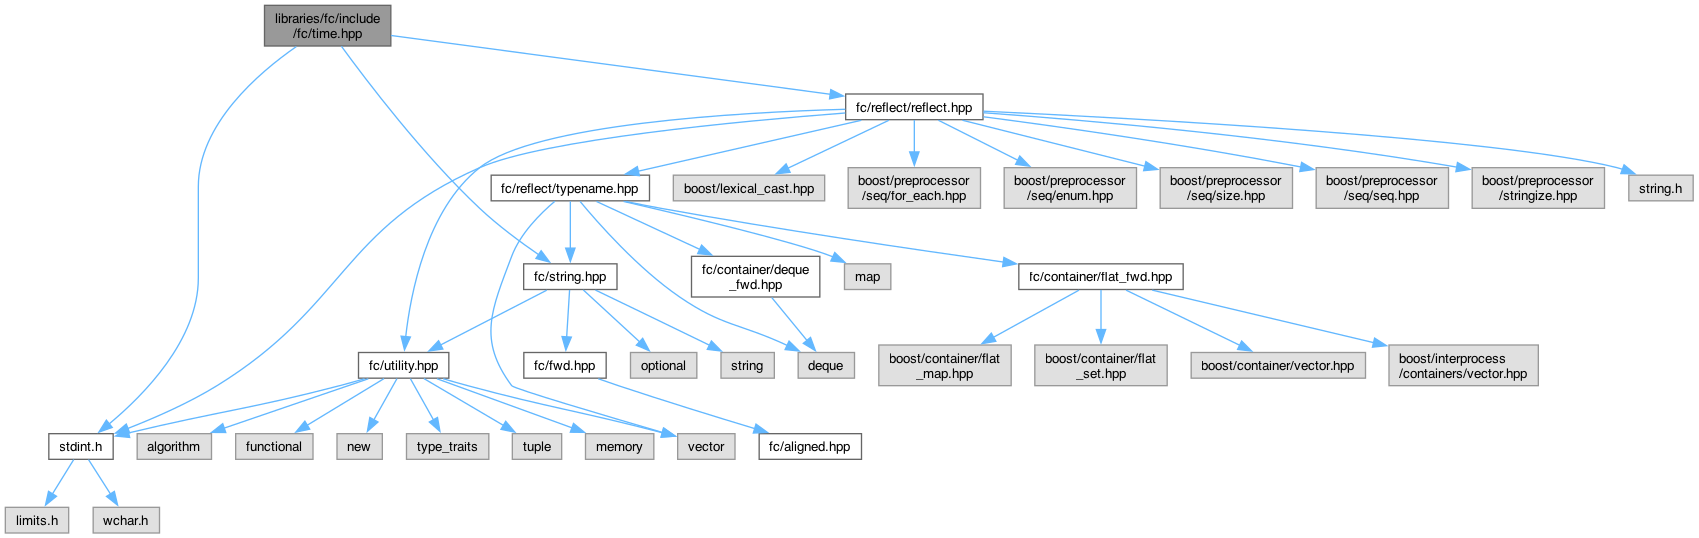 libraries/fc/include
/fc/time.hpp
fc/reflect/reflect.hpp
fc/reflect/typename.hpp
boost/lexical_cast.hpp
boost/preprocessor
/seq/for_each.hpp
boost/preprocessor
/seq/enum.hpp
boost/preprocessor
/seq/size.hpp
boost/preprocessor
/seq/seq.hpp
boost/preprocessor
/stringize.hpp
string.h
fc/string.hpp
fc/container/deque
_fwd.hpp
map
fc/container/flat_fwd.hpp
fc/utility.hpp
fc/fwd.hpp
optional
string
deque
boost/container/flat
_map.hpp
boost/container/flat
_set.hpp
boost/container/vector.hpp
boost/interprocess
/containers/vector.hpp
stdint.h
algorithm
functional
new
type_traits
tuple
memory
vector
fc/aligned.hpp
limits.h
wchar.h